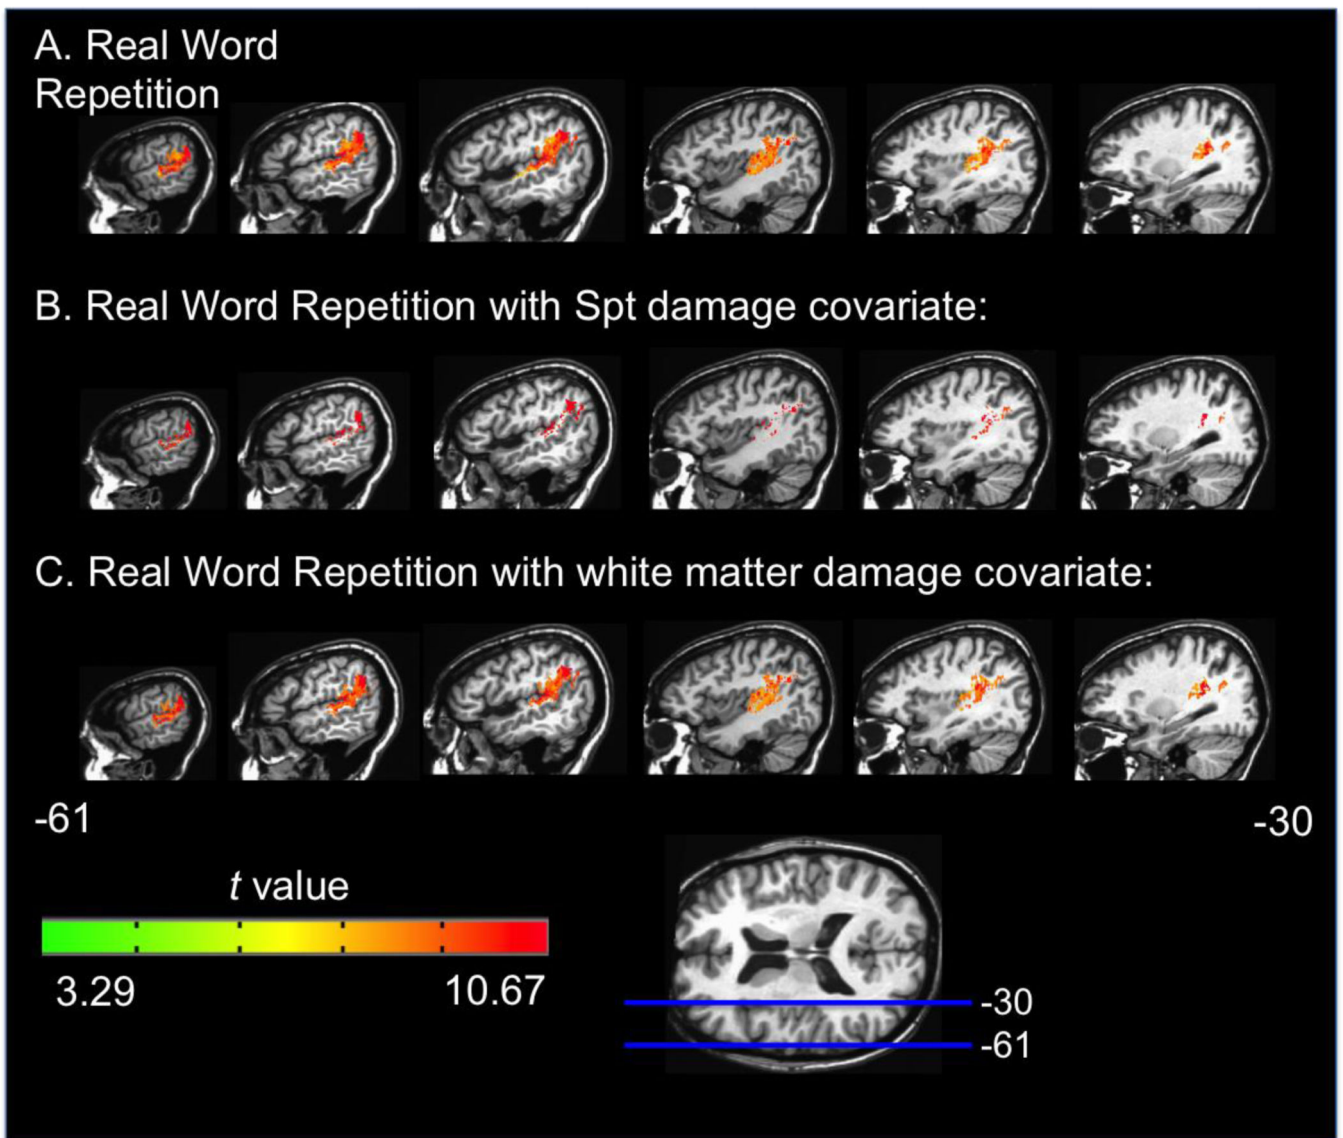 A. Real Word
Repetition
B. Real Word Repetition with Spt damage covariate:
C. Real Word Repetition with white matter damage covariate:
-61
-30
t value
3.29
10.67
-30
-61